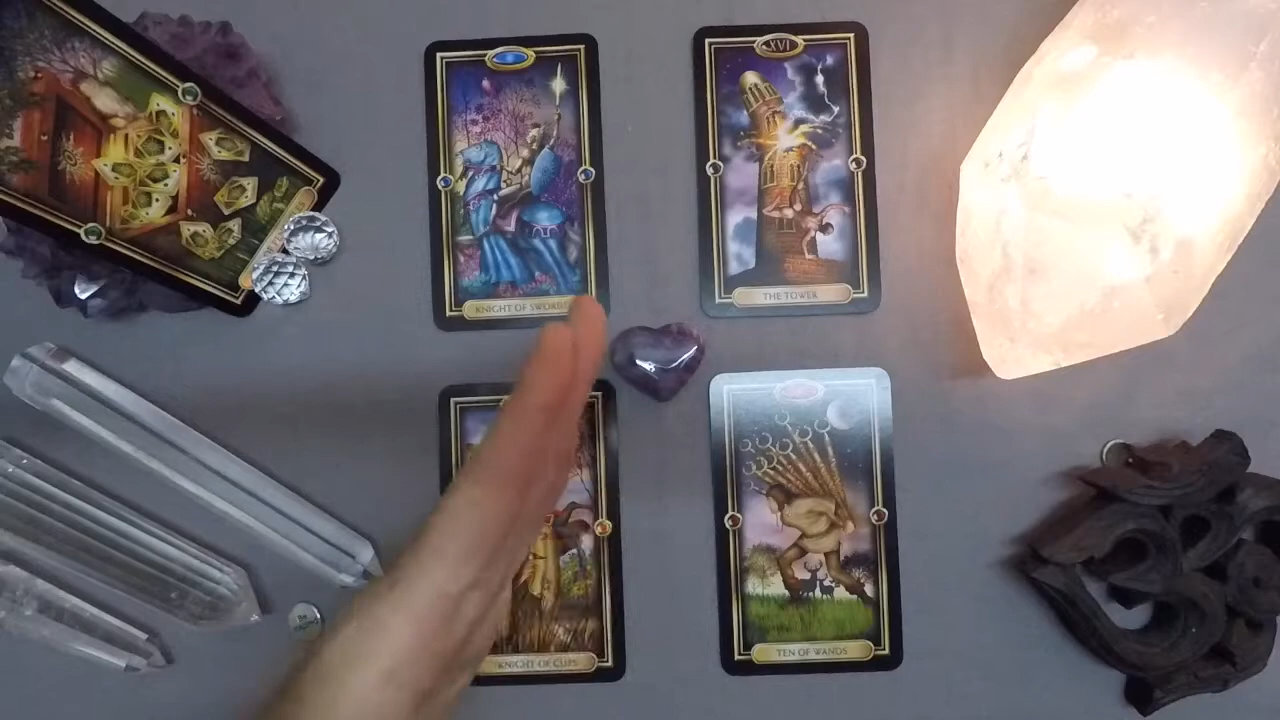 KNIGHT OF SWORDS
XVI
THE TOWER
KNIGHT OF CUPS
TEN OF WANDS